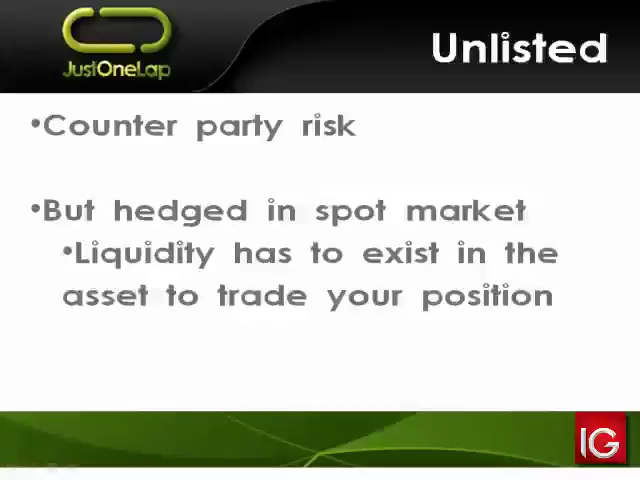 JustOneLap
Unlisted
•Counter party risk
•But hedged in spot market
•Liquidity has to exist in the
asset to trade your position
IG